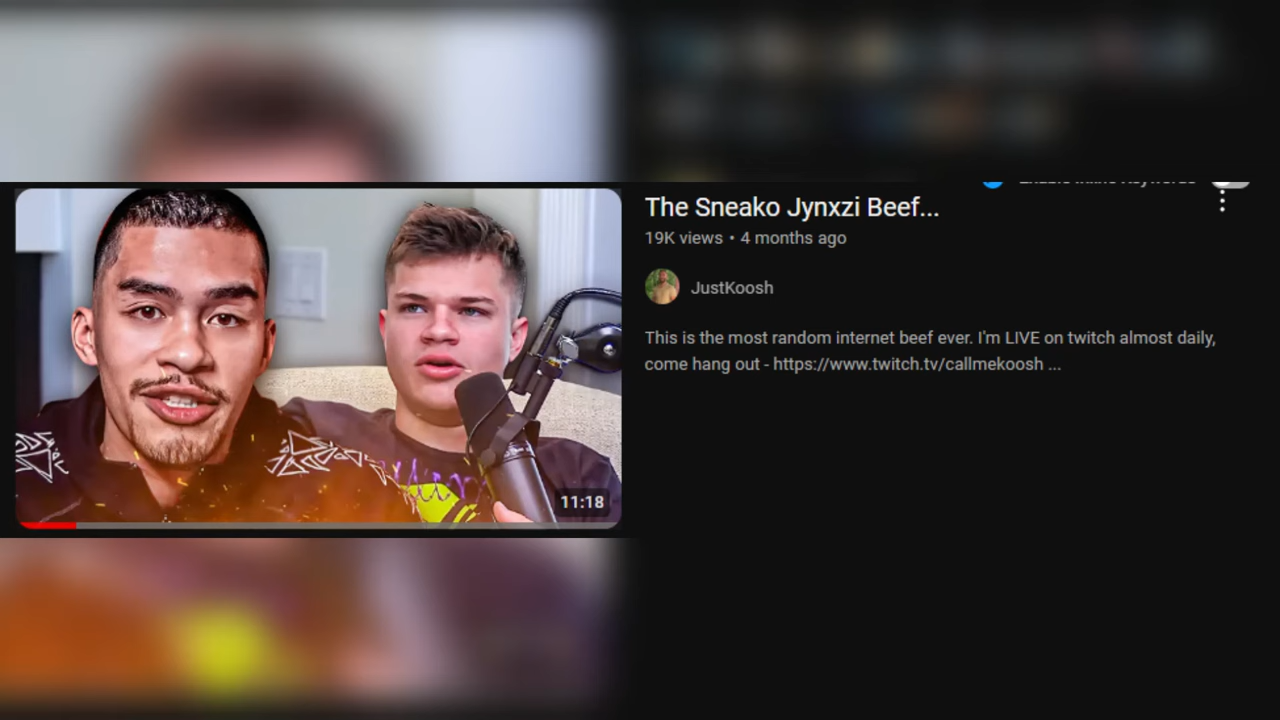 The Sneako Jynxzi Beef...
19K views • 4 months ago
JustKoosh
This is the most random internet beef ever. I'm LIVE on twitch almost daily,
come hang out - https://www.twitch.tv/callmekoosh ...
11:18